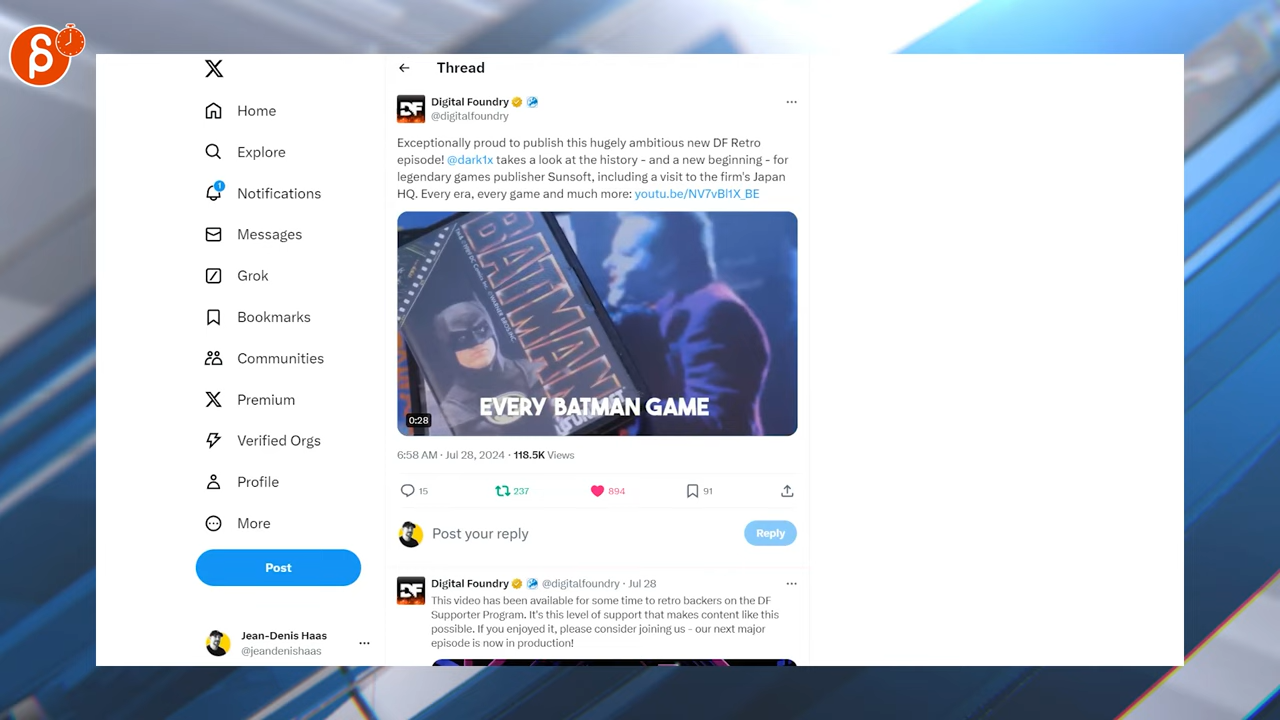 Thread
Digital Foundry
@digitalfoundry
Exceptionally proud to publish this hugely ambitious new DF Retro
episode! @dark1x takes a look at the history - and a new beginning - for
legendary games publisher Sunsoft, including a visit to the firm's Japan
HQ. Every era, every game and much more: youtu.be/NV7vBl1X_BE
BATMAN
EVERY BATMAN GAME
0:28
6:58 AM · Jul 28, 2024 · 118.5K Views
15 237 894 91
Post your reply
Reply
Digital Foundry @digitalfoundry · Jul 28
This video has been available for some time to retro backers on the DF
Supporter Program. It's this level of support that makes content like this
possible. If you enjoyed it, please consider joining us - our next major
episode is now in production!
Home
Explore
1
Notifications
Messages
Grok
Bookmarks
Communities
Premium
Verified Orgs
Profile
More
Post
Jean-Denis Haas
@jeandenishaas